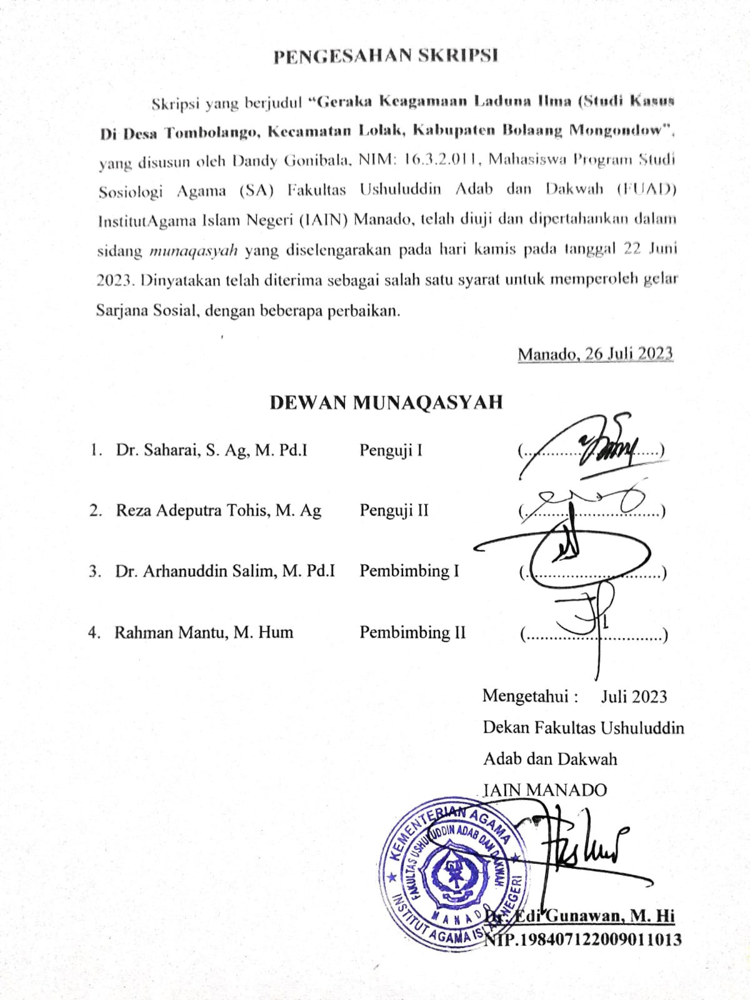 PENGESAHAN SKRIPSI
Skripsi yang berjudul “Geraka Keagamaan Laduna Ilma (Studi Kasus
Di Desa Tombolango, Kecamatan Lolak, Kabupaten Bolaang Mongondow”,
yang disusun oleh Dandy Gonibala, NIM: 16.3.2.011, Mahasiswa Program Studi
Sosiologi Agama (SA) Fakultas Ushuluddin Adab dan Dakwah (FUAD)
InstitutAgama Islam Negeri (IAIN) Manado, telah diuji dan dipertahankan dalam
sidang munaqasyah yang diselengarakan pada hari kamis pada tanggal 22 Juni
2023. Dinyatakan telah diterima sebagai salah satu syarat untuk memperoleh gelar
Sarjana Sosial, dengan beberapa perbaikan.
Manado, 26 Juli 2023
DEWAN MUNAQASYAH
1. Dr. Saharai, S. Ag, M. Pd.I Penguji I (..............................)
2. Reza Adeputra Tohis, M. Ag Penguji II (..............................)
3. Dr. Arhanuddin Salim, M. Pd.I Pembimbing I (..............................)
4. Rahman Mantu, M. Hum Pembimbing II (..............................)
Mengetahui : Juli 2023
Dekan Fakultas Ushuluddin
Adab dan Dakwah
IAIN MANADO
KEMENTERIAN AGAMA
FAKULTAS USHULUDDIN ADAB DAN DAKWAH
MANADO
INSTITUT AGAMA ISLAM NEGERI
Dr. Edi Gunawan, M. Hi
NIP.198407122009011013